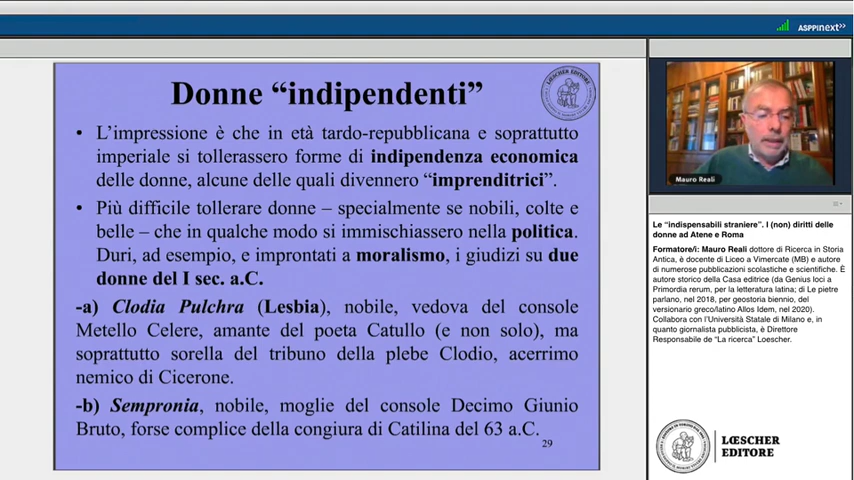 ASPPInext»
Donne “indipendenti”
• L’impressione è che in età tardo-repubblicana e soprattutto
imperiale si tollerassero forme di indipendenza economica
delle donne, alcune delle quali divennero “imprenditrici”.
• Più difficile tollerare donne – specialmente se nobili, colte e
belle – che in qualche modo si immischiassero nella politica.
Duri, ad esempio, e improntati a moralismo, i giudizi su due
donne del I sec. a.C.
-a) Clodia Pulchra (Lesbia), nobile, vedova del console
Metello Celere, amante del poeta Catullo (e non solo), ma
soprattutto sorella del tribuno della plebe Clodio, acerrimo
nemico di Cicerone.
-b) Sempronia, nobile, moglie del console Decimo Giunio
Bruto, forse complice della congiura di Catilina del 63 a.C.
29
Mauro Reali
Le “indispensabili straniere”. I (non) diritti delle
donne ad Atene e Roma
Formatore/i: Mauro Reali dottore di Ricerca in Storia
Antica, è docente di Liceo a Vimercate (MB) e autore
di numerose pubblicazioni scolastiche e scientifiche. È
autore storico della Casa editrice (da Genius loci a
Primordia rerum, per la letteratura latina; di Le pietre
parlano, nel 2018, per geostoria biennio, del
versionario greco/latino Allos Idem, nel 2020).
Collabora con l’Università Statale di Milano e, in
quanto giornalista pubblicista, è Direttore
Responsabile de “La ricerca” Loescher.
LŒSCHER
EDITORE